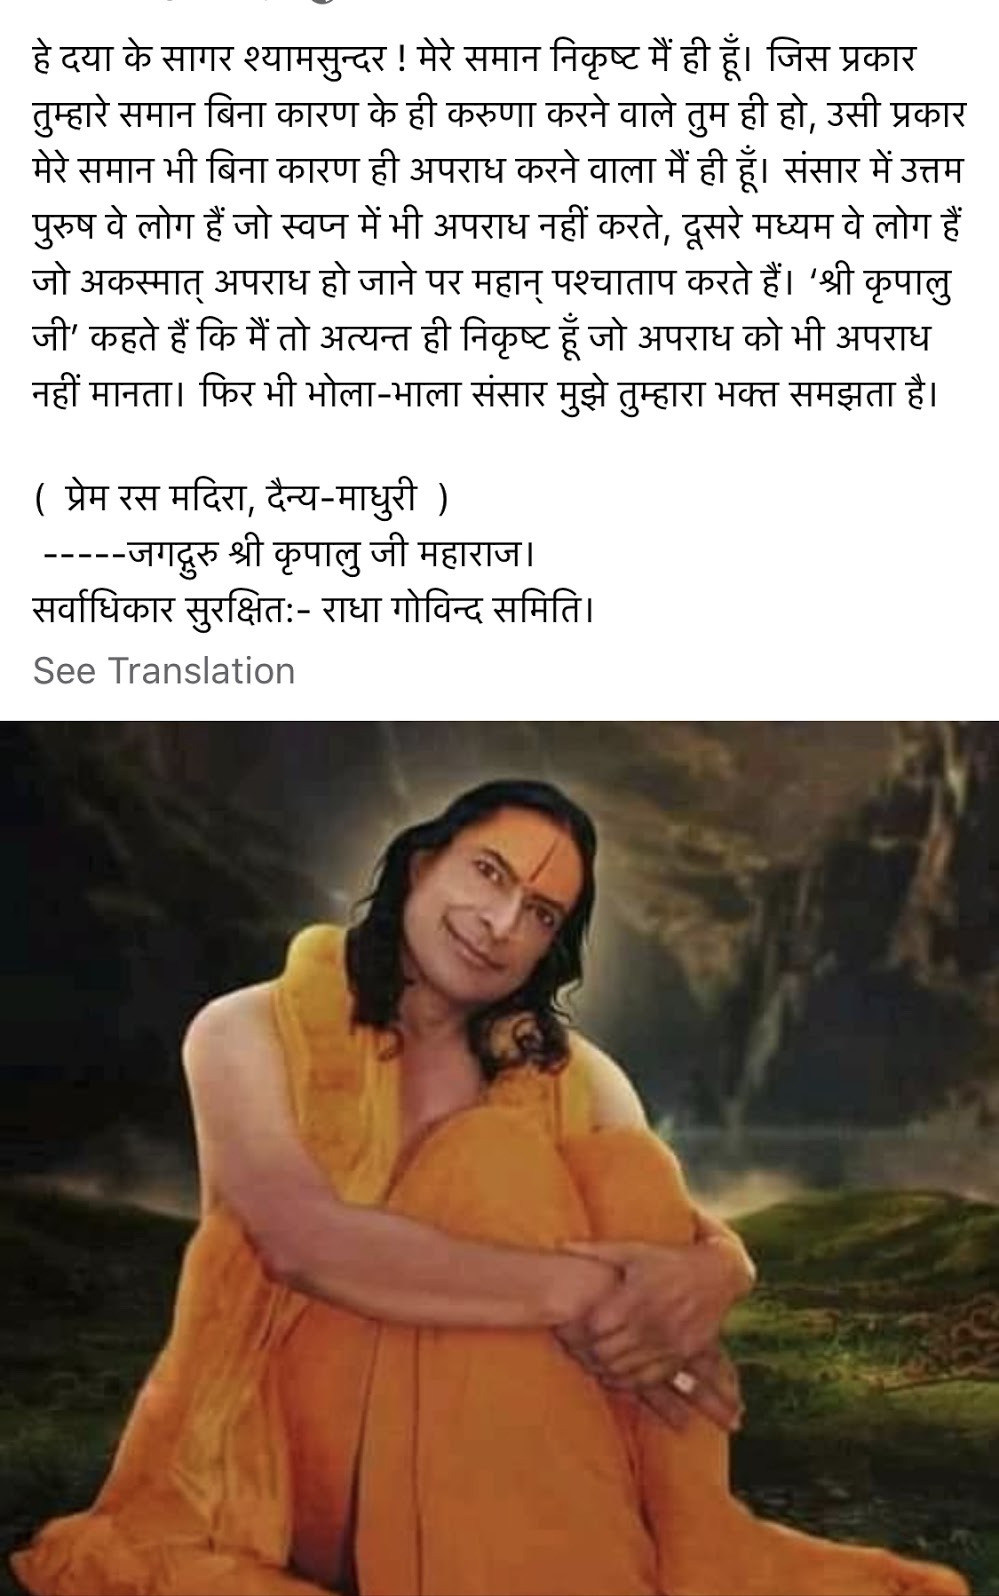 हे दया के सागर श्यामसुन्दर ! मेरे समान निकृष्ट मैं ही हूँ। जिस प्रकार
तुम्हारे समान बिना कारण के ही करुणा करने वाले तुम ही हो, उसी प्रकार
मेरे समान भी बिना कारण ही अपराध करने वाला मैं ही हूँ। संसार में उत्तम
पुरुष वे लोग हैं जो स्वप्न में भी अपराध नहीं करते, दूसरे मध्यम वे लोग हैं
जो अकस्मात् अपराध हो जाने पर महान् पश्चाताप करते हैं। ‘श्री कृपालु
जी’ कहते हैं कि मैं तो अत्यन्त ही निकृष्ट हूँ जो अपराध को भी अपराध
नहीं मानता। फिर भी भोला-भाला संसार मुझे तुम्हारा भक्त समझता है।
( प्रेम रस मदिरा, दैन्य-माधुरी )
-----जगद्गुरु श्री कृपालु जी महाराज।
सर्वाधिकार सुरक्षित:- राधा गोविन्द समिति।
See Translation